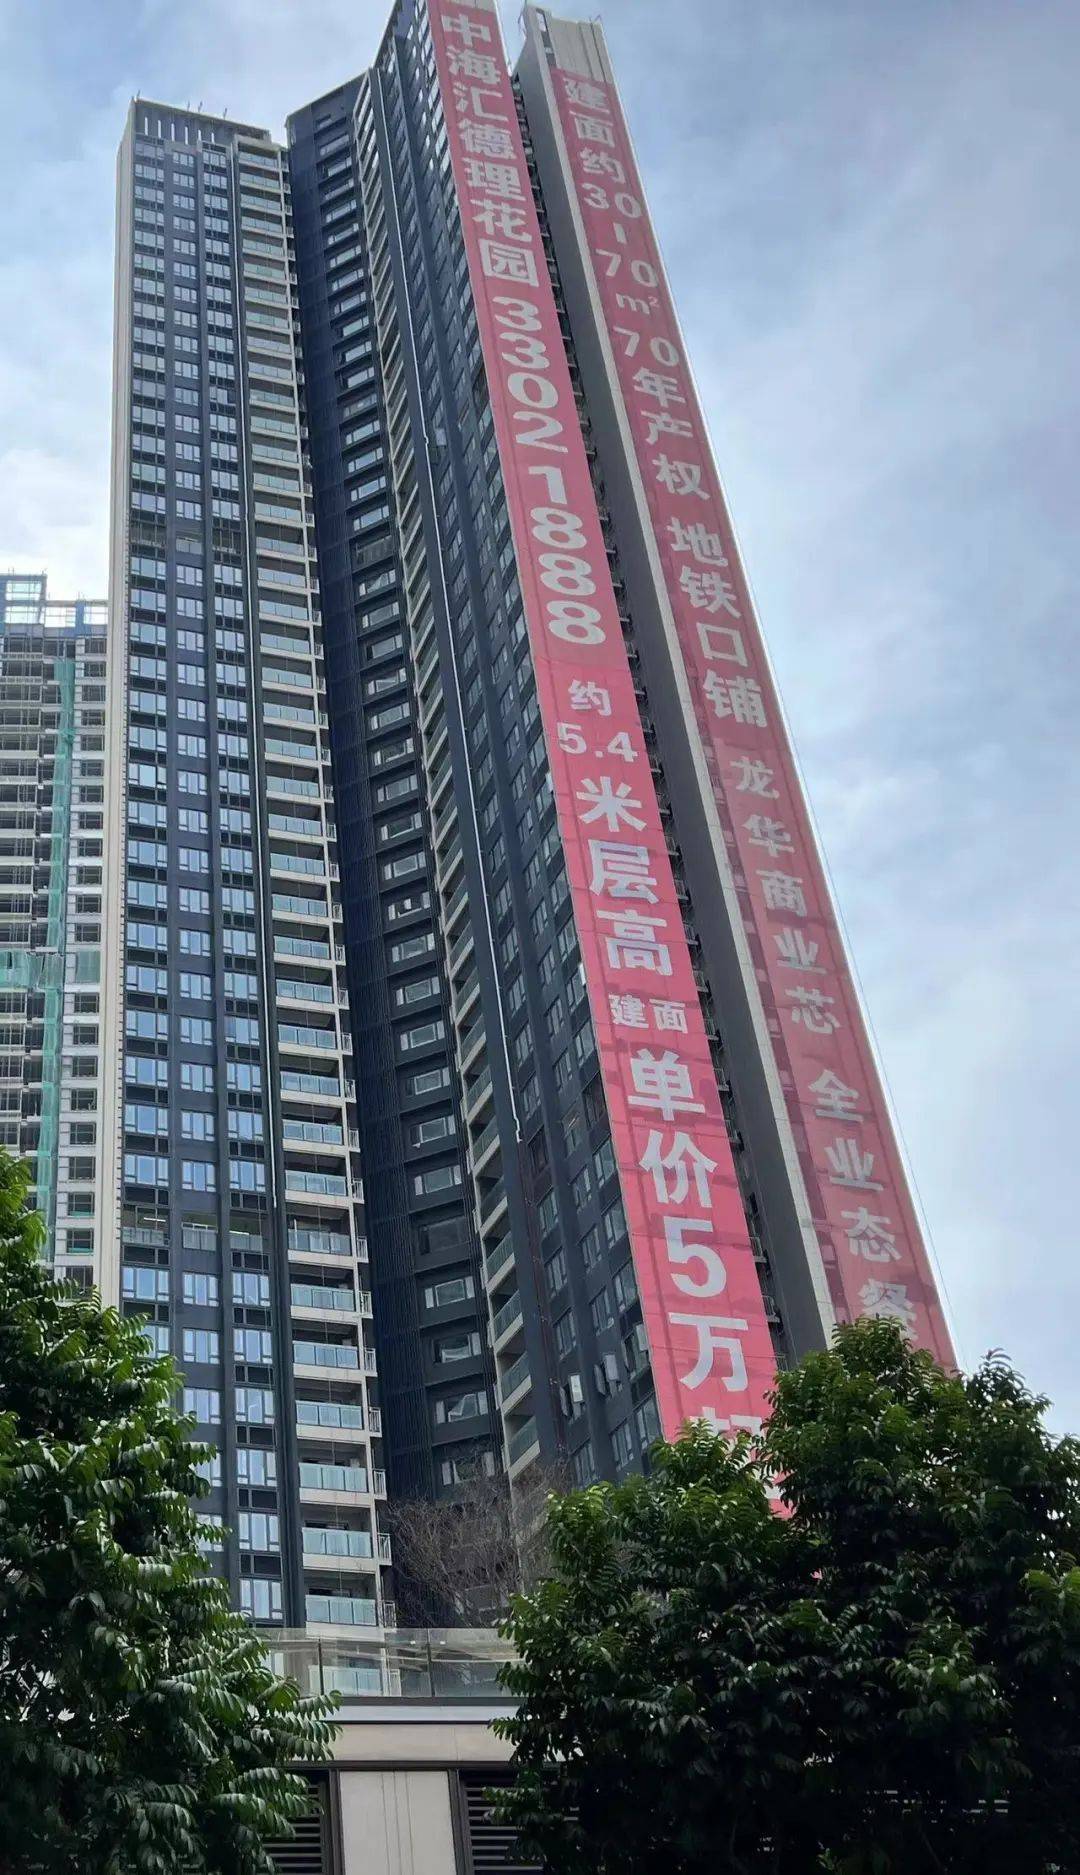 中海汇德理花园 33021888 约5.4米层高 建面单价5万
建面约30-70m² 70年产权 地铁口铺 龙华商业芯 全业态餐